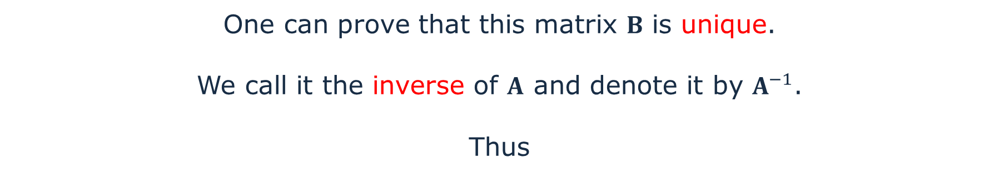 One can prove that this matrix B is unique.
We call it the inverse of A and denote it by A⁻¹.
Thus